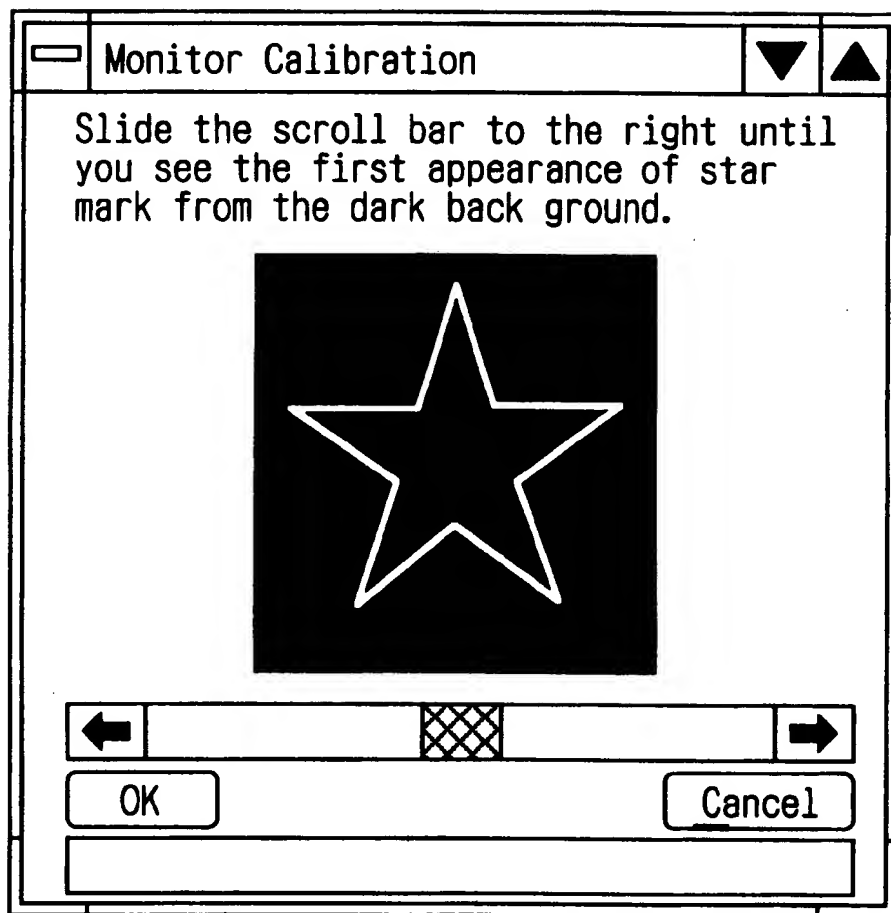 Monitor Calibration
Slide the scroll bar to the right until
you see the first appearance of star
mark from the dark back ground.
OK
Cancel